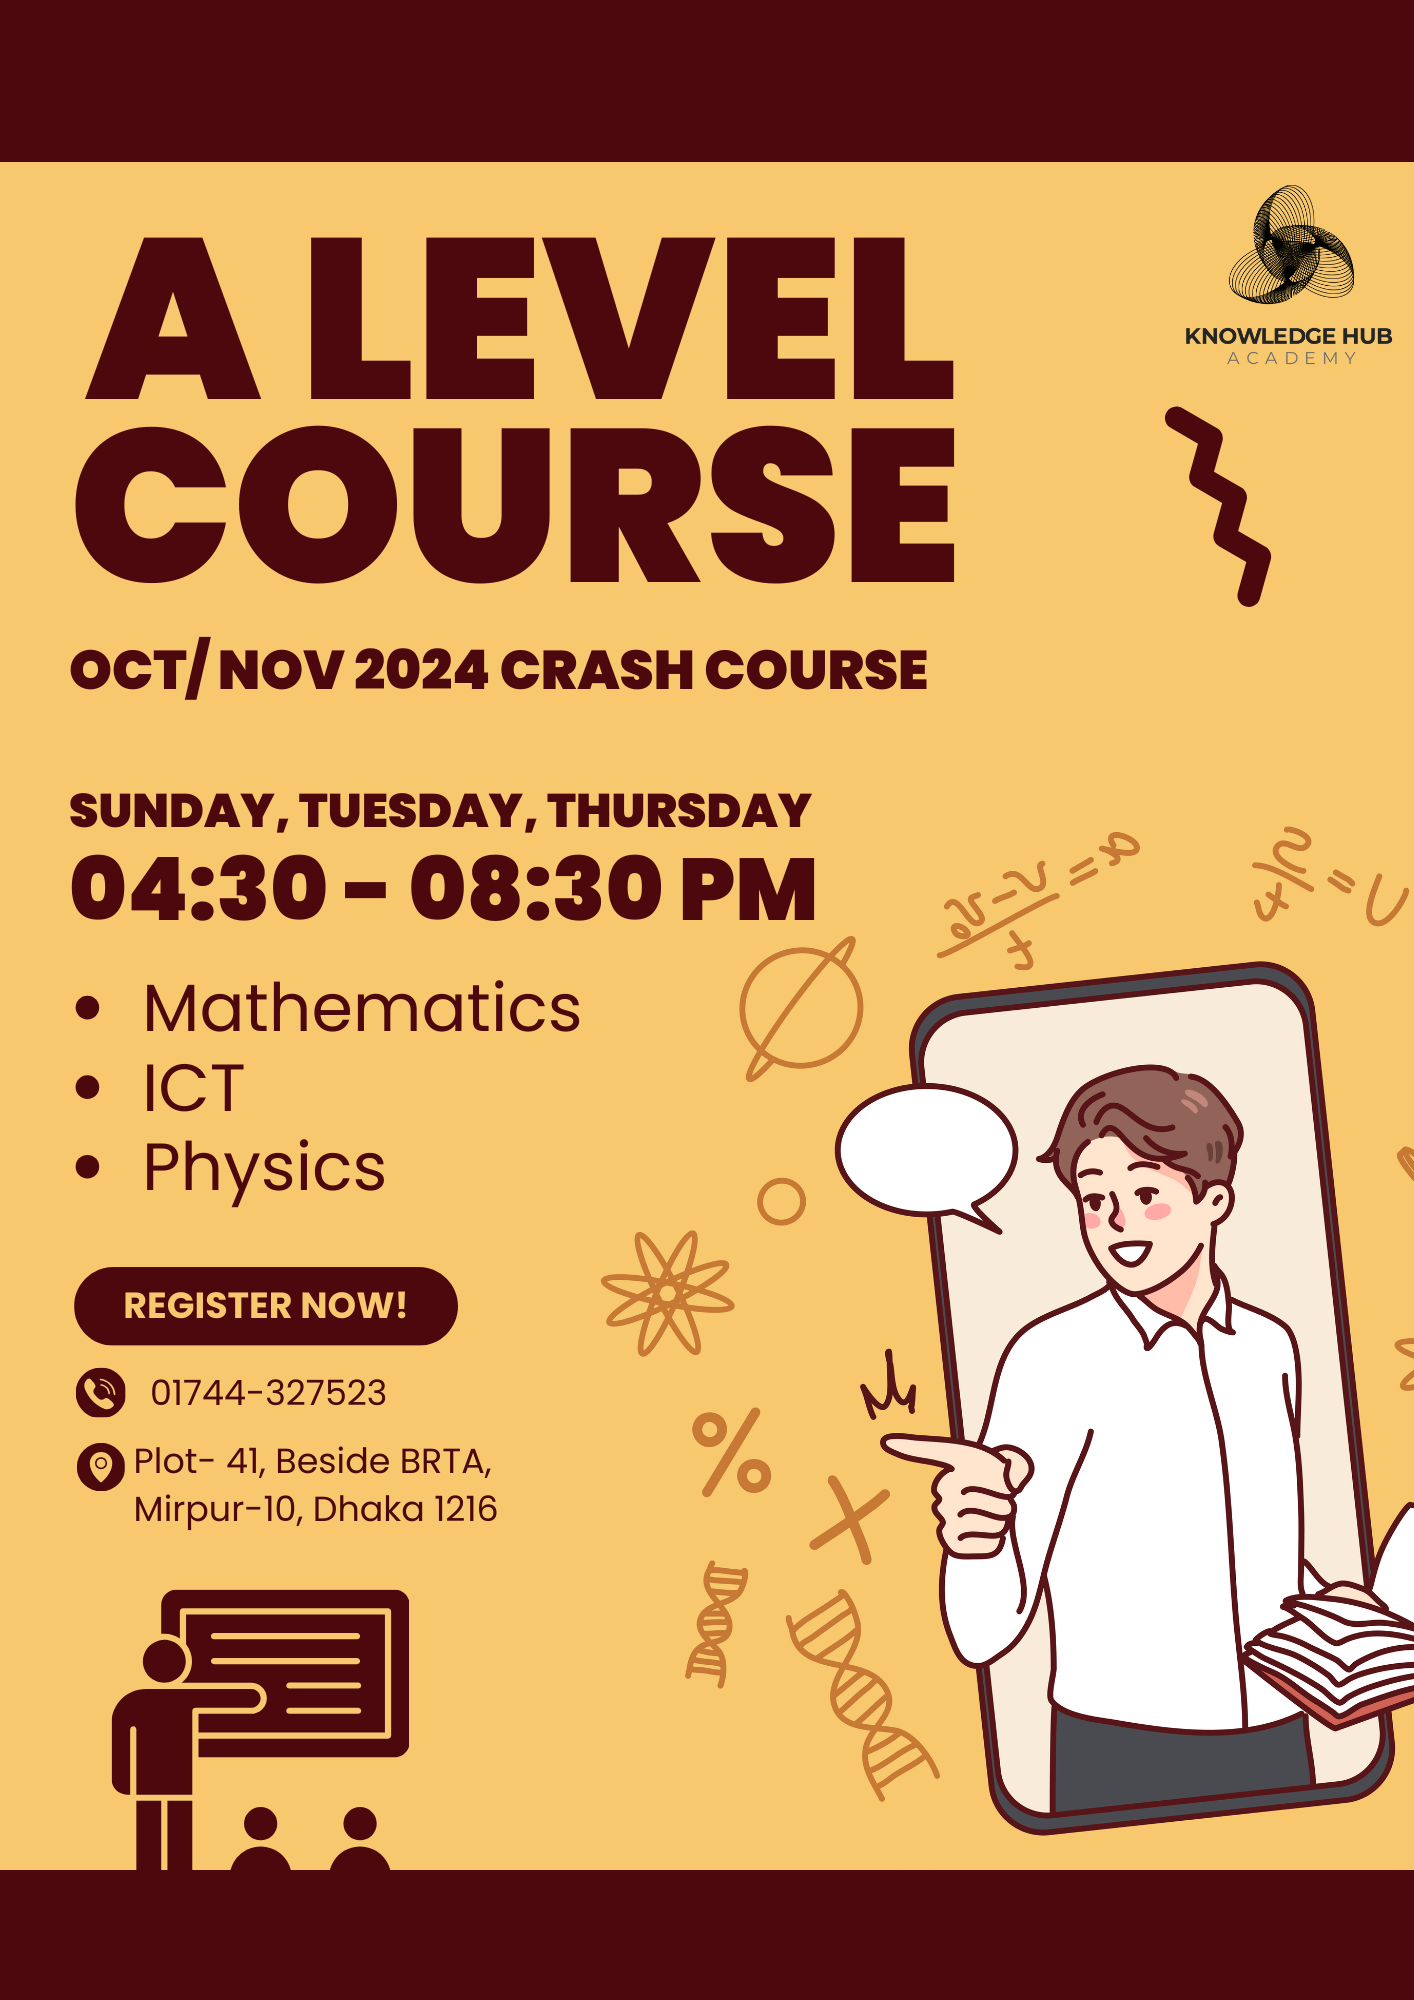 KNOWLEDGE HUB
ACADEMY
A LEVEL
COURSE
OCT/ NOV 2024 CRASH COURSE
SUNDAY, TUESDAY, THURSDAY
04:30 – 08:30 PM
• Mathematics
• ICT
• Physics
REGISTER NOW!
01744-327523
Plot- 41, Beside BRTA,
Mirpur-10, Dhaka 1216
%